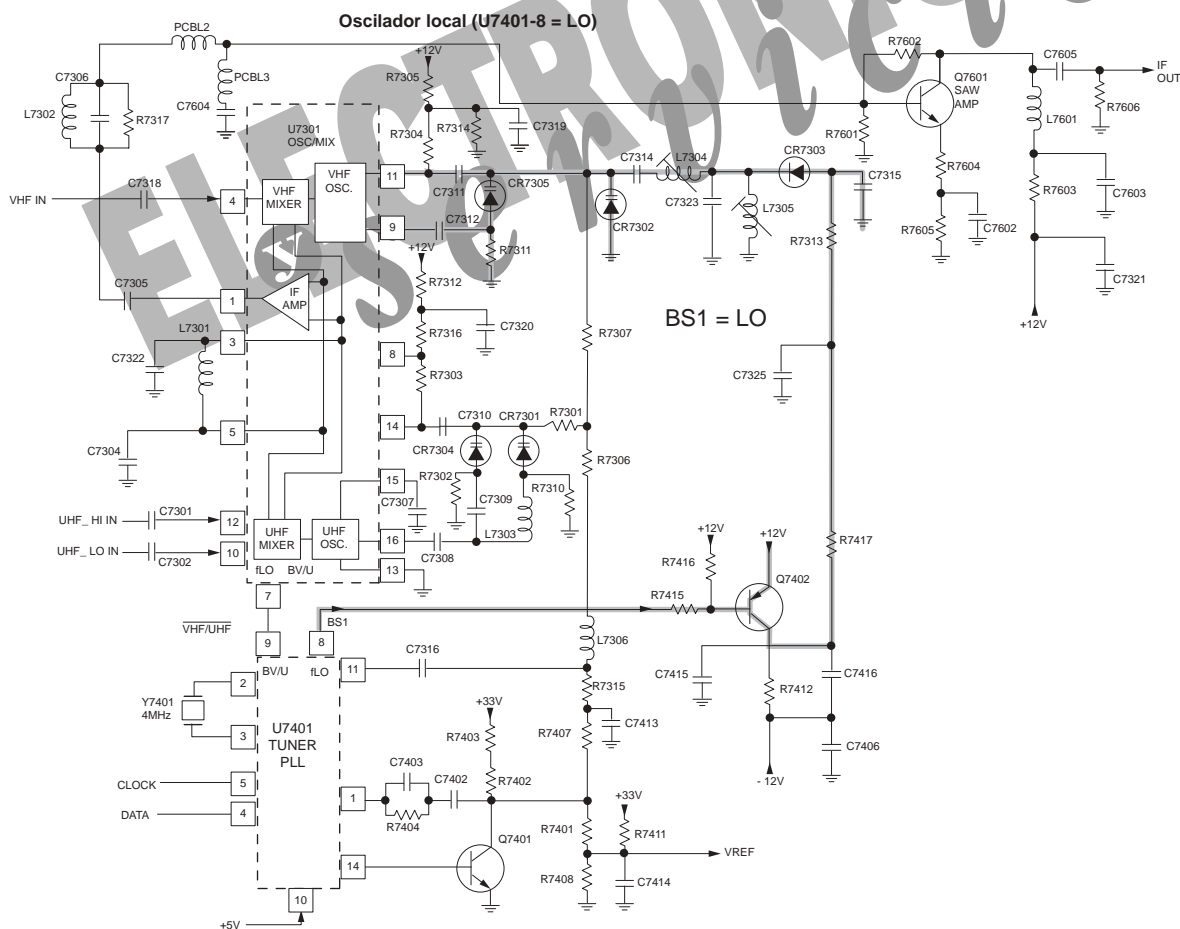 ELECTRONICA
y
Oscilador local (U7401-8 = LO)
PCBL2
+12V
R7602
C7605
IF
OUT
C7306
PCBL3
R7305
Q7601
SAW
AMP
L7302
R7317
C7604
U7301
OSC/MIX
R7304
R7314
C7319
R7601
L7601
R7606
VHF
OSC.
11
C7311
CR7305
C7314
L7304
CR7303
C7315
R7604
C7318
VHF IN
4
VHF
MIXER
9
C7312
CR7302
C7323
L7305
R7603
C7603
R7605
C7602
+12V
R7311
R7313
C7305
1
IF
AMP
R7312
C7321
L7301
R7316
C7320
BS1 = LO
+12V
C7322
3
8
R7307
R7303
C7325
5
14
C7310
CR7301
R7301
C7304
CR7304
R7306
15
R7302
C7309
R7310
C7307
UHF_ HI IN
C7301
12
UHF
MIXER
UHF
OSC.
16
L7303
+12V
+12V
R7417
UHF_ LO IN
C7302
10
C7308
fLO
BV/U
13
R7416
Q7402
7
R7415
VHF/UHF
BS1
9
8
L7306
BV/U
fLO
11
C7316
C7415
R7412
C7416
2
R7315
Y7401
4MHz
+33V
C7413
3
U7401
TUNER
PLL
R7403
R7407
C7406
C7403
C7402
R7402
- 12V
CLOCK
5
1
+33V
DATA
4
R7404
Q7401
R7401
R7411
VREF
14
R7408
C7414
10
+5V